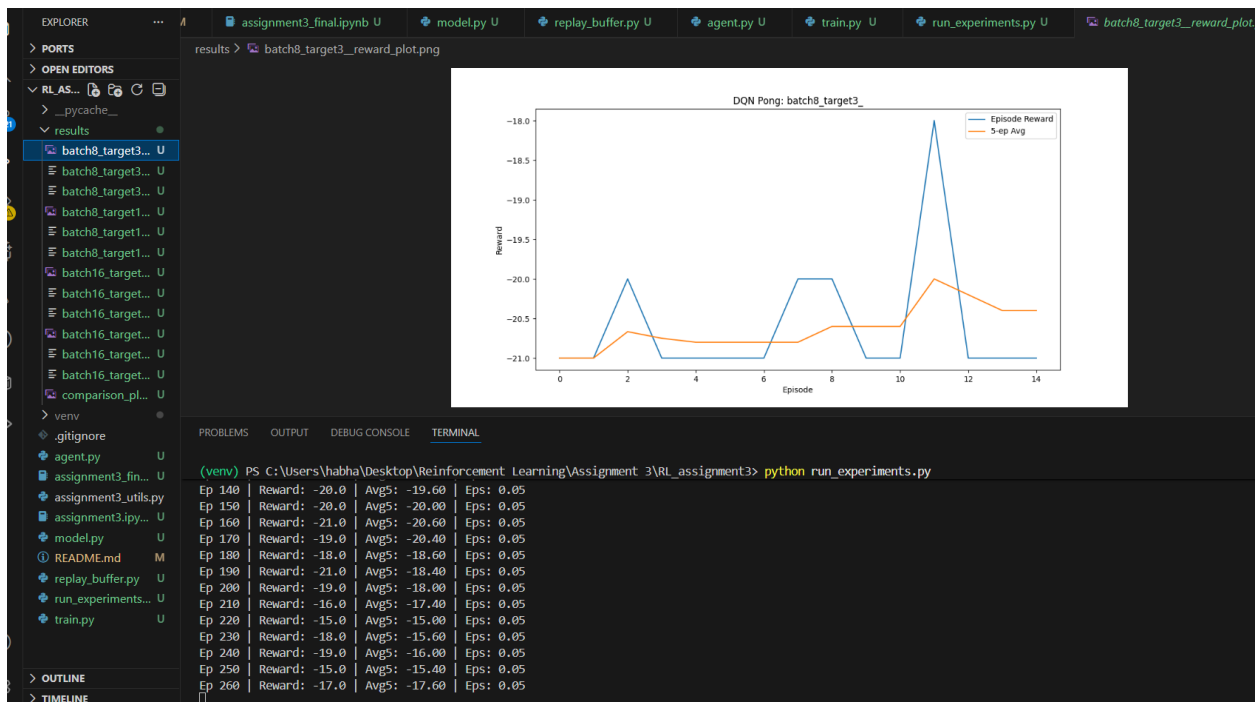 EXPLORER
assignment3_final.ipynb U
model.py U
replay_buffer.py U
agent.py U
train.py U
run_experiments.py U
batch8_target3__reward_plot.
results > batch8_target3__reward_plot.png
PORTS
OPEN EDITORS
RL_AS...
__pycache__
results
batch8_target3... U
batch8_target3... U
batch8_target3... U
batch8_target1... U
batch8_target1... U
batch8_target1... U
batch16_target... U
batch16_target... U
batch16_target... U
batch16_target... U
batch16_target... U
batch16_target... U
comparison_pl... U
venv
.gitignore
agent.py U
assignment3_fin... U
assignment3_utils.py
assignment3.ipy... U
model.py U
README.md M
replay_buffer.py U
run_experiments... U
train.py U
OUTLINE
TIMELINE
DQN Pong: batch8_target3_
Episode Reward
5-ep Avg
Reward
−18.0
−18.5
−19.0
−19.5
−20.0
−20.5
−21.0
0 2 4 6 8 10 12 14
Episode
PROBLEMS OUTPUT DEBUG CONSOLE TERMINAL
(venv) PS C:\Users\habha\Desktop\Reinforcement Learning\Assignment 3\RL_assignment3> python run_experiments.py
Ep 140 | Reward: -20.0 | Avg5: -19.60 | Eps: 0.05
Ep 150 | Reward: -20.0 | Avg5: -20.00 | Eps: 0.05
Ep 160 | Reward: -21.0 | Avg5: -20.60 | Eps: 0.05
Ep 170 | Reward: -19.0 | Avg5: -20.40 | Eps: 0.05
Ep 180 | Reward: -18.0 | Avg5: -18.60 | Eps: 0.05
Ep 190 | Reward: -21.0 | Avg5: -18.40 | Eps: 0.05
Ep 200 | Reward: -19.0 | Avg5: -18.00 | Eps: 0.05
Ep 210 | Reward: -16.0 | Avg5: -17.40 | Eps: 0.05
Ep 220 | Reward: -15.0 | Avg5: -15.00 | Eps: 0.05
Ep 230 | Reward: -18.0 | Avg5: -15.60 | Eps: 0.05
Ep 240 | Reward: -19.0 | Avg5: -16.00 | Eps: 0.05
Ep 250 | Reward: -15.0 | Avg5: -15.40 | Eps: 0.05
Ep 260 | Reward: -17.0 | Avg5: -17.60 | Eps: 0.05